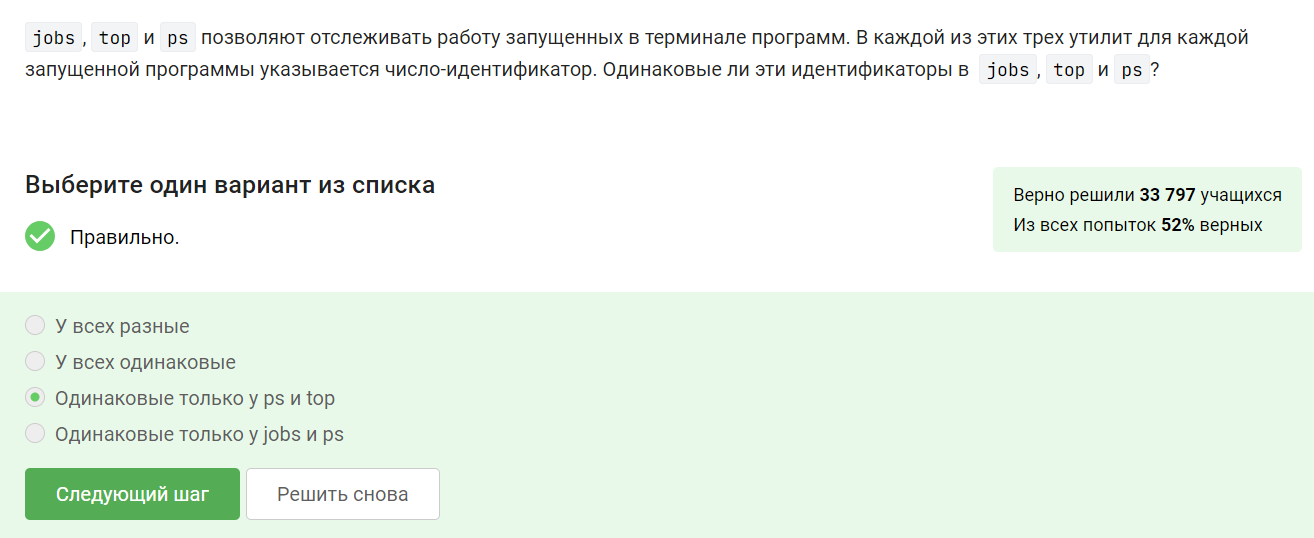 jobs, top и ps позволяют отслеживать работу запущенных в терминале программ. В каждой из этих трех утилит для каждой
запущенной программы указывается число-идентификатор. Одинаковые ли эти идентификаторы в jobs, top и ps?
Выберите один вариант из списка
Правильно.
Верно решили 33 797 учащихся
Из всех попыток 52% верных
У всех разные
У всех одинаковые
Одинаковые только у ps и top
Одинаковые только у jobs и ps
Следующий шаг
Решить снова